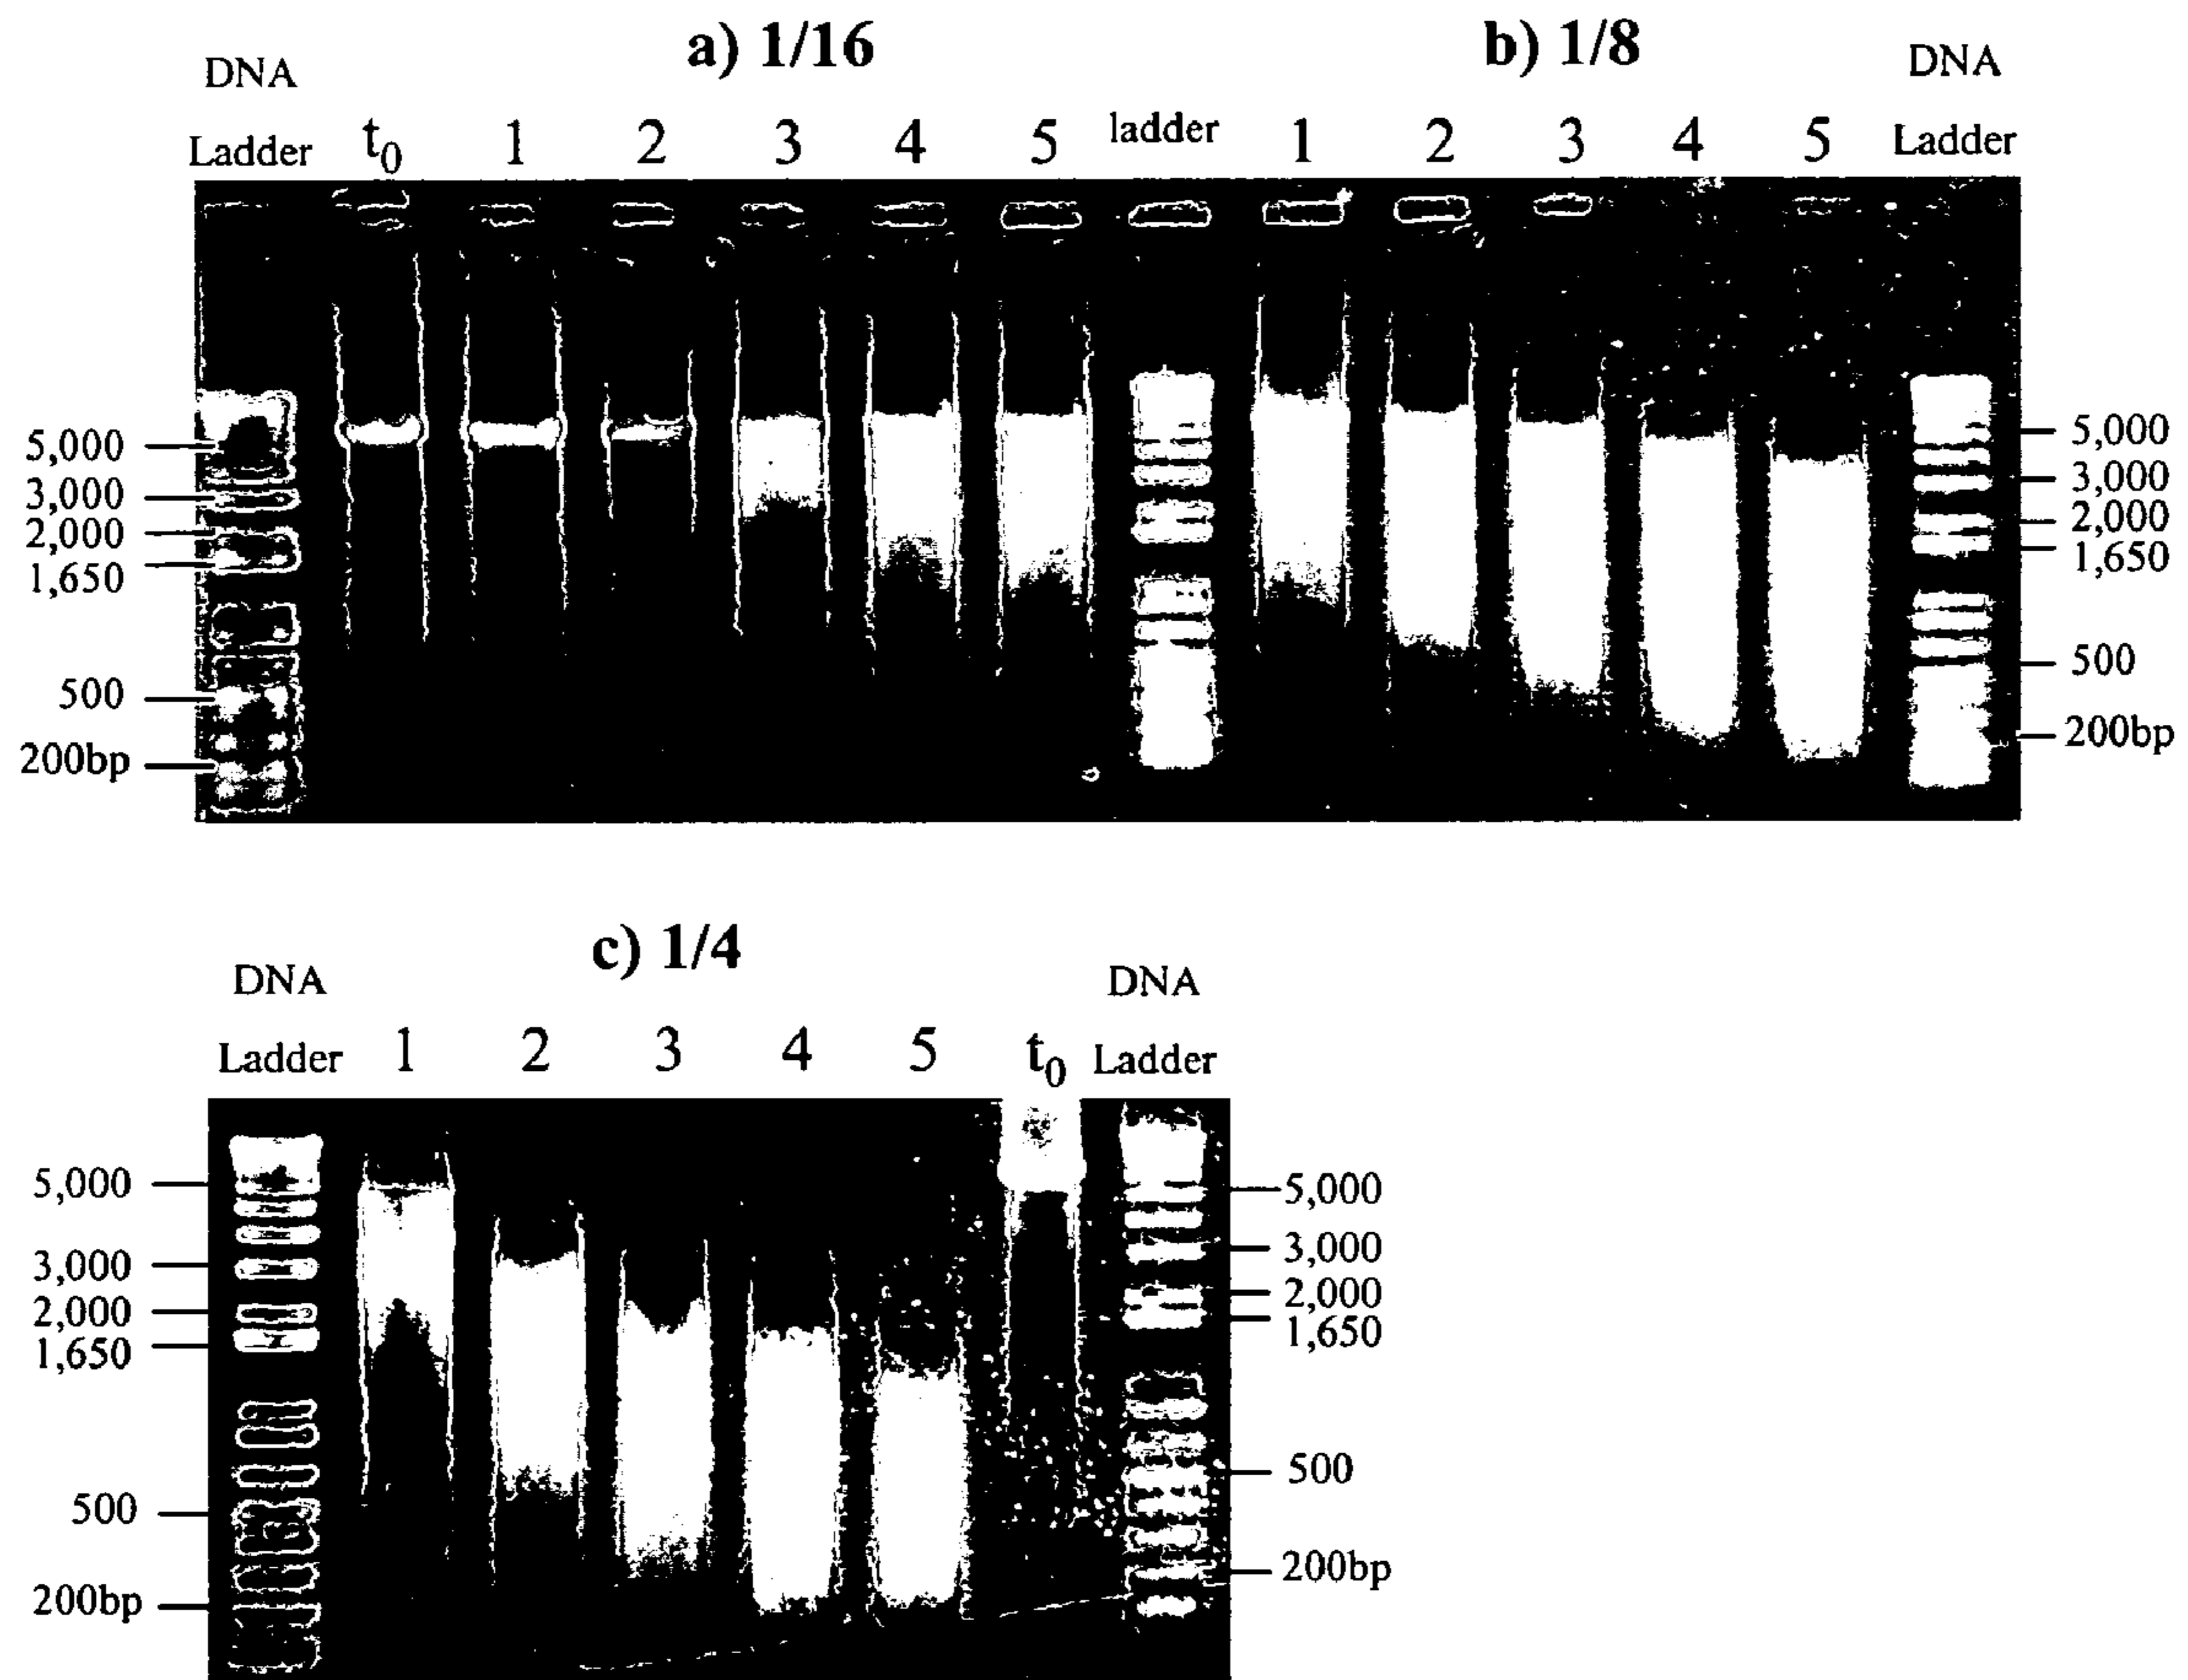 a) 1/16
b) 1/8
DNA
Ladder
t0
1
2
3
4
5
ladder
1
2
3
4
5
DNA
Ladder
5,000
3,000
2,000
1,650
500
200bp
5,000
3,000
2,000
1,650
500
200bp
c) 1/4
DNA
Ladder
1
2
3
4
5
t0
DNA
Ladder
5,000
3,000
2,000
1,650
500
200bp
5,000
3,000
2,000
1,650
500
200bp